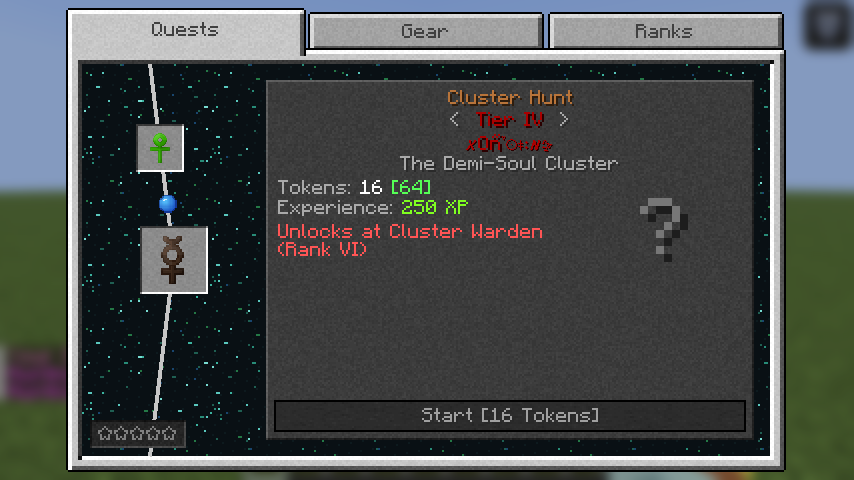 Quests
Gear
Ranks
Cluster Hunt
< Tier IV >
The Demi-Soul Cluster
Tokens: 16 [64]
Experience: 250 XP
Unlocks at Cluster Warden
(Rank VI)
?
Start [16 Tokens]